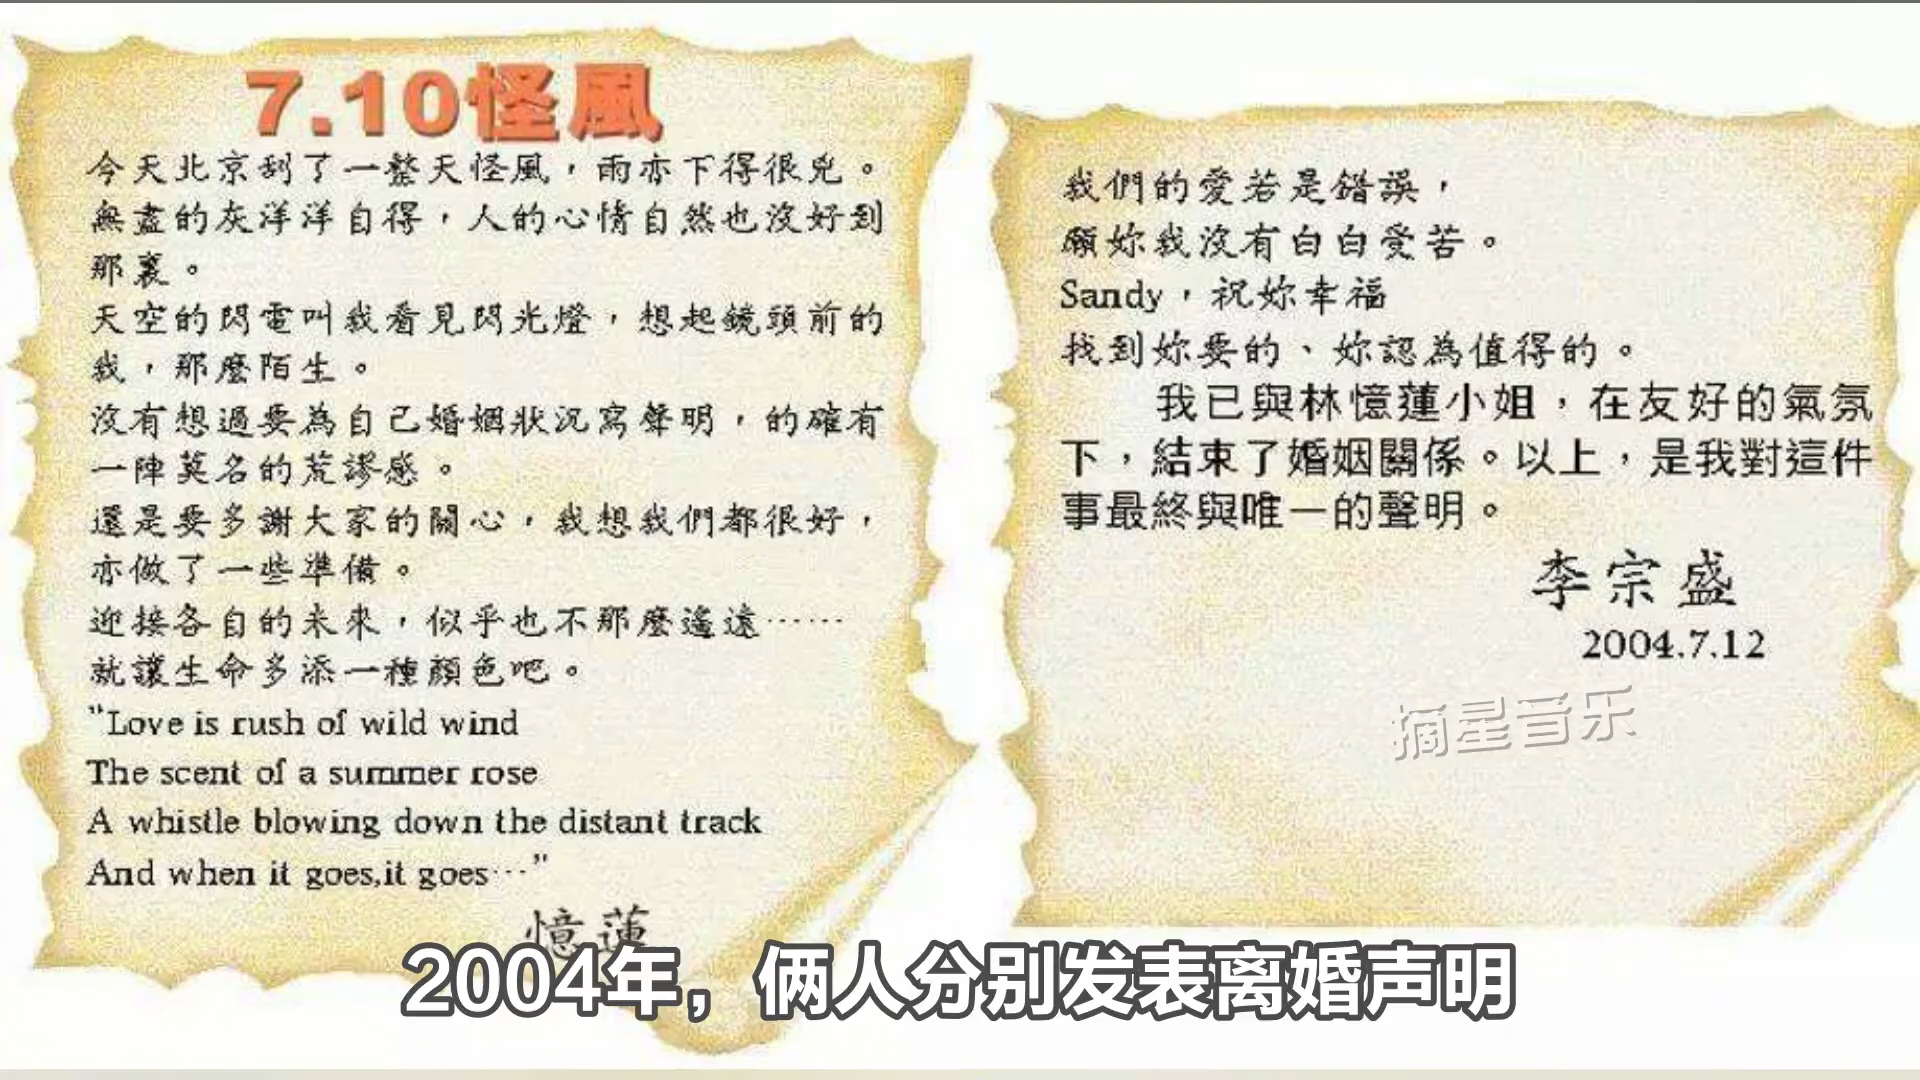 7.10怪風
今天北京刮了一整天怪風，雨亦下得很兇。
無盡的灰洋洋自得，人的心情自然也沒好到
那裏。
天空的閃電叫我看見閃光燈，想起鏡頭前的
我，那麼陌生。
沒有想過要為自己婚姻狀況寫聲明，的確有
一陣莫名的荒謬感。
還是要多謝大家的關心，我想我們都很好，
亦做了一些準備。
迎接各自的未來，似乎也不那麼遙遠……
就讓生命多添一種顏色吧。
"Love is rush of wild wind
The scent of a summer rose
A whistle blowing down the distant track
And when it goes,it goes…"
憶蓮
我們的愛若是錯誤，
願妳我沒有白白受苦。
Sandy，祝妳幸福
找到妳要的、妳認為值得的。
我已與林憶蓮小姐，在友好的氣氛
下，結束了婚姻關係。以上，是我對這件
事最終與唯一的聲明。
李宗盛
2004.7.12
摘星音乐
2004年，俩人分别发表离婚声明